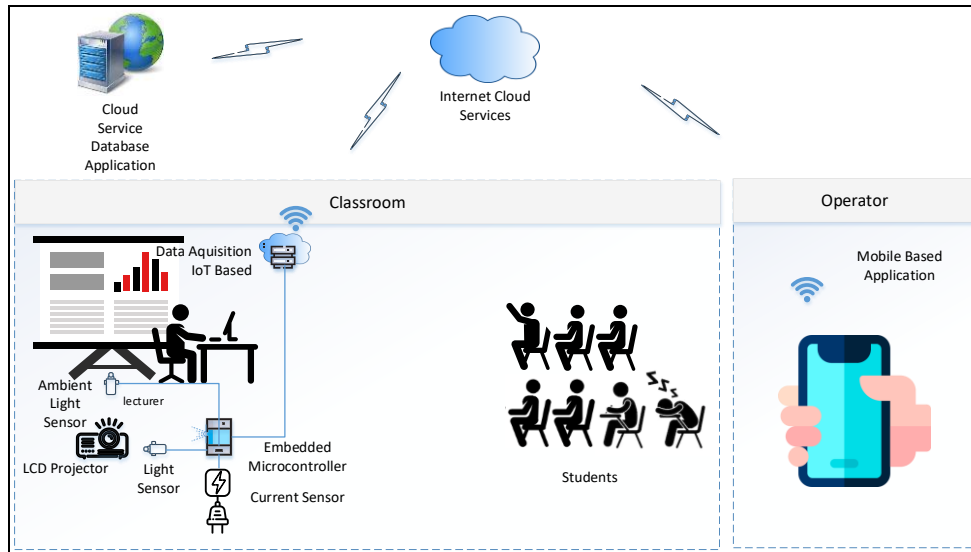 Cloud
Service
Database
Application
Internet Cloud
Services
Classroom
Operator
Data Aquisition
IoT Based
Mobile Based
Application
Ambient
Light
Sensor
lecturer
LCD Projector
Light
Sensor
Embedded
Microcontroller
Current Sensor
Students